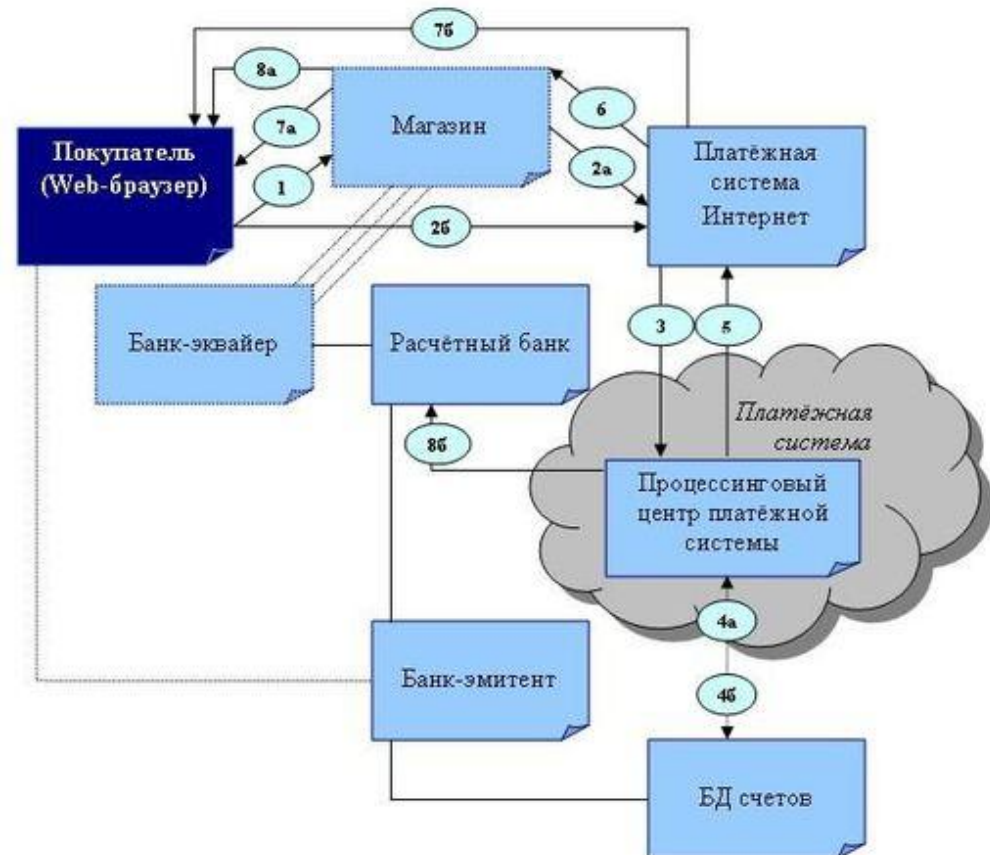 7б
8а
6
Магазин
7а
Покупатель
(Web-браузер)
Платёжная
система
Интернет
2а
1
2б
Банк-эквайер
Расчётный банк
3
5
Платёжная
система
8б
Процессинговый
центр платёжной
системы
4а
Банк-эмитент
4б
БД счетов